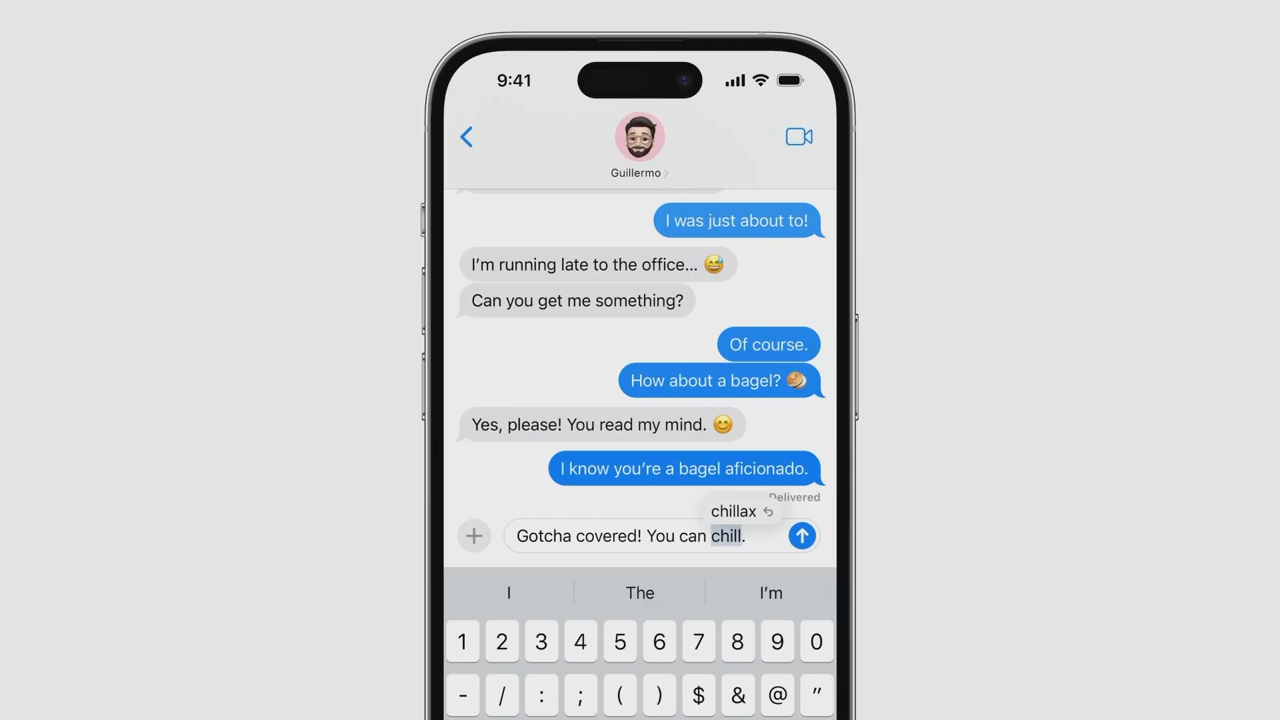 9:41
Guillermo
I was just about to!
I'm running late to the office... 😅
Can you get me something?
Of course.
How about a bagel? 🥯
Yes, please! You read my mind. 😊
I know you're a bagel aficionado.
Delivered
chillax
Gotcha covered! You can chill.
I The I'm
1 2 3 4 5 6 7 8 9 0
- / : ; ( ) $ & @ "